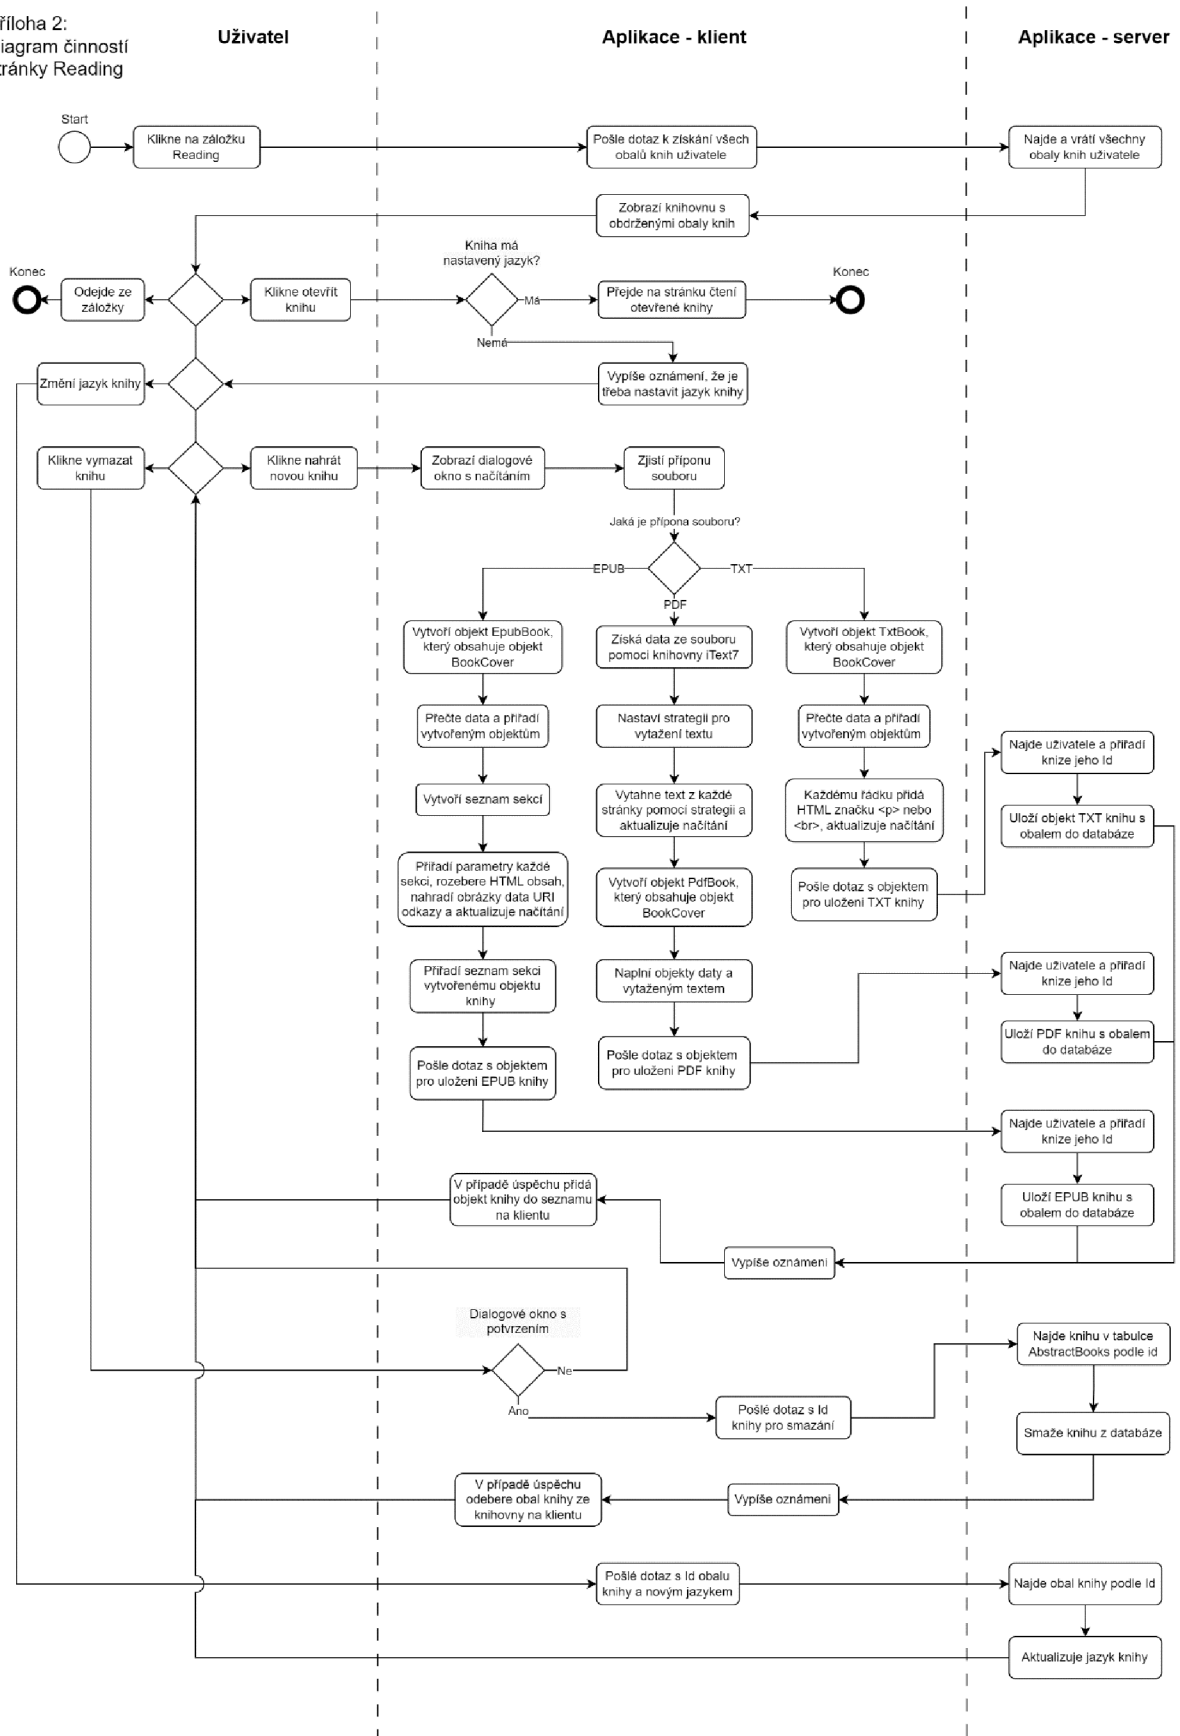 říloha 2:
iagram činností
tránky Reading
Uživatel
Aplikace - klient
Aplikace - server
Start
Klikne na záložku
Reading
Pošle dotaz k získání všech
obalů knih uživatele
Najde a vrátí všechny
obaly knih uživatele
Zobrazí knihovnu s
obdrženými obaly knih
Kniha má
nastavený jazyk?
Konec
Odejde ze
záložky
Klikne otevřít
knihu
Má
Přejde na stránku čtení
otevřené knihy
Konec
Nemá
Změní jazyk knihy
Vypíše oznámení, že je
třeba nastavit jazyk knihy
Klikne vymazat
knihu
Klikne nahrát
novou knihu
Zobrazí dialogové
okno s načítáním
Zjistí příponu
souboru
Jaká je přípona souboru?
EPUB
TXT
PDF
Vytvoří objekt EpubBook,
který obsahuje objekt
BookCover
Získá data ze souboru
pomocí knihovny iText7
Vytvoří objekt TxtBook,
který obsahuje objekt
BookCover
Přečte data a přiřadí
vytvořeným objektům
Nastaví strategii pro
vytažení textu
Přečte data a přiřadí
vytvořeným objektům
Najde uživatele a přiřadí
knize jeho Id
Vytvoří seznam sekcí
Vytahne text z každé
stránky pomocí strategii a
aktualizuje načítání
Každému řádku přidá
HTML značku <p> nebo
<br>, aktualizuje načítání
Uloží objekt TXT knihu s
obalem do databáze
Přiřadí parametry každé
sekci, rozebere HTML obsah,
nahradí obrázky data URI
odkazy a aktualizuje načítání
Vytvoří objekt PdfBook,
který obsahuje objekt
BookCover
Pošle dotaz s objektem
pro uložení TXT knihy
Přiřadí seznam sekci
vytvořenému objektu
knihy
Naplní objekty daty a
vytaženým textem
Najde uživatele a přiřadí
knize jeho Id
Uloží PDF knihu s obalem
do databáze
Pošle dotaz s objektem
pro uložení EPUB knihy
Pošle dotaz s objektem
pro uložení PDF knihy
Najde uživatele a přiřadí
knize jeho Id
V případě úspěchu přidá
objekt knihy do seznamu
na klientu
Uloží EPUB knihu s
obalem do databáze
Vypíše oznámení
Dialogové okno s
potvrzením
Ne
Ano
Najde knihu v tabulce
AbstractBooks podle id
Pošlé dotaz s Id
knihy pro smazání
Smaže knihu z databáze
V případě úspěchu
odebere obal knihy ze
knihovny na klientu
Vypíše oznámení
Pošlé dotaz s Id obalu
knihy a novým jazykem
Najde obal knihy podle Id
Aktualizuje jazyk knihy